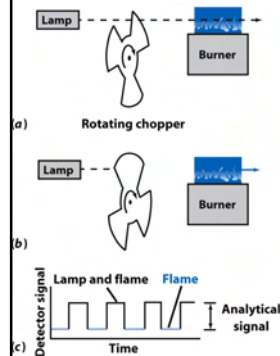 Lamp
Burner
(a)
Rotating chopper
Lamp
Burner
(b)
Lamp and flame
Flame
Detector signal
Analytical
signal
(c)
Time